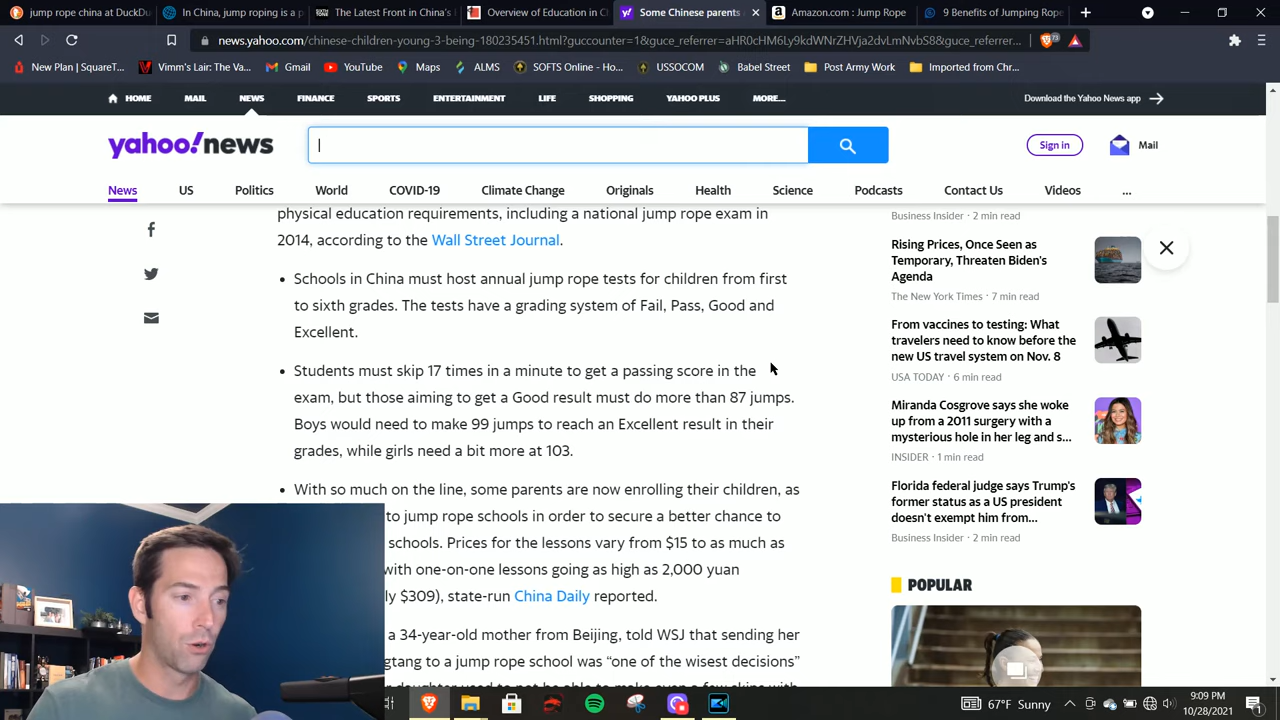 jump rope china at DuckDu
In China, jump roping is a p
The Latest Front in China's
Overview of Education in C
Some Chinese parents
Amazon.com : Jump Rope
9 Benefits of Jumping Rope
news.yahoo.com/chinese-children-young-3-being-180235451.html?guccounter=1&guce_referrer=aHR0cHM6Ly9kdWNrZHVja2dvLmNvbS8&guce_referrer...
73
New Plan | SquareT...
Vimm's Lair: The Va...
Gmail
YouTube
Maps
ALMS
SOFTS Online - Ho...
USSOCOM
Babel Street
Post Army Work
Imported from Chr...
HOME
MAIL
NEWS
FINANCE
SPORTS
ENTERTAINMENT
LIFE
SHOPPING
YAHOO PLUS
MORE...
Download the Yahoo News app
yahoo!news
Sign in
Mail
News
US
Politics
World
COVID-19
Climate Change
Originals
Health
Science
Podcasts
Contact Us
Videos
...
physical education requirements, including a national jump rope exam in
2014, according to the Wall Street Journal.
• Schools in China must host annual jump rope tests for children from first
to sixth grades. The tests have a grading system of Fail, Pass, Good and
Excellent.
• Students must skip 17 times in a minute to get a passing score in the
exam, but those aiming to get a Good result must do more than 87 jumps.
Boys would need to make 99 jumps to reach an Excellent result in their
grades, while girls need a bit more at 103.
• With so much on the line, some parents are now enrolling their children, as
to jump rope schools in order to secure a better chance to
schools. Prices for the lessons vary from $15 to as much as
with one-on-one lessons going as high as 2,000 yuan
ly $309), state-run China Daily reported.
a 34-year-old mother from Beijing, told WSJ that sending her
gtang to a jump rope school was “one of the wisest decisions”
Business Insider · 2 min read
Rising Prices, Once Seen as
Temporary, Threaten Biden's
Agenda
The New York Times · 7 min read
From vaccines to testing: What
travelers need to know before the
new US travel system on Nov. 8
USA TODAY · 6 min read
Miranda Cosgrove says she woke
up from a 2011 surgery with a
mysterious hole in her leg and s...
INSIDER · 1 min read
Florida federal judge says Trump's
former status as a US president
doesn't exempt him from...
Business Insider · 2 min read
POPULAR
67°F Sunny
9:09 PM
10/28/2021